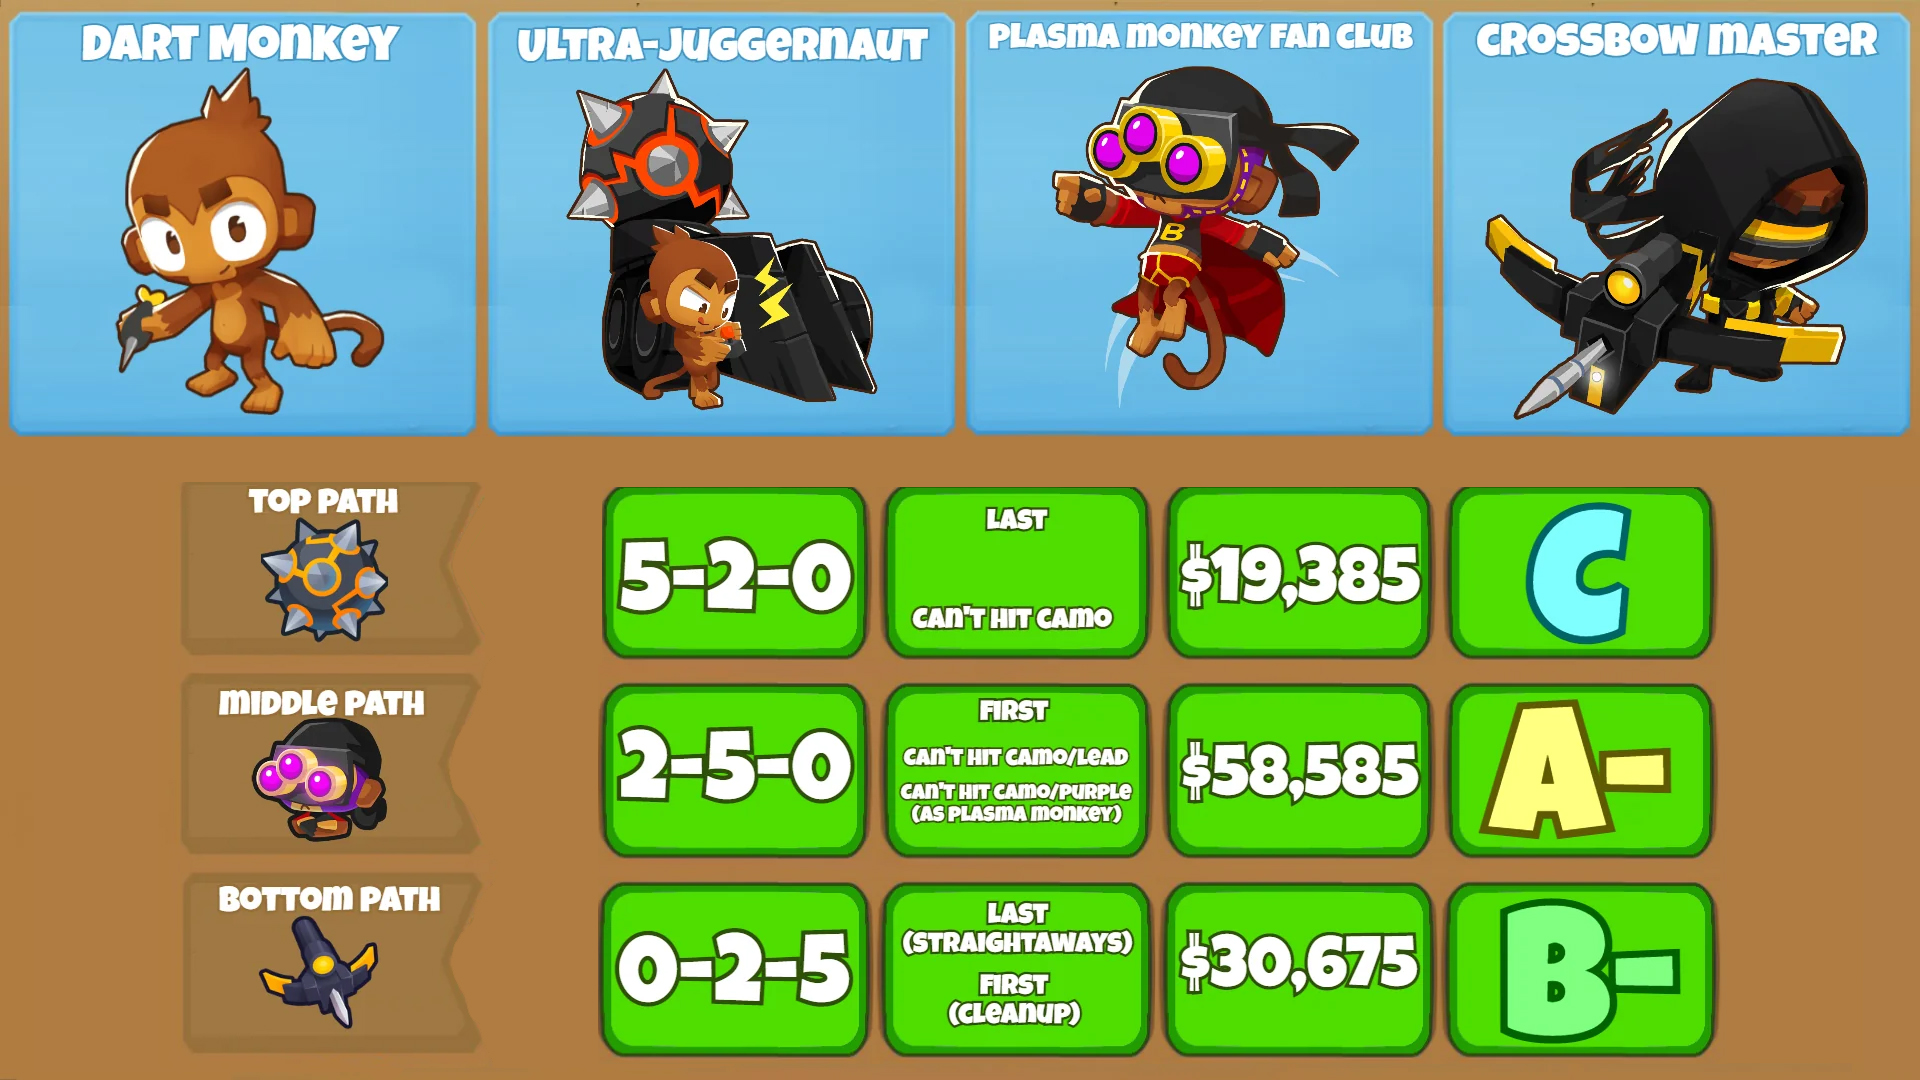 DART MONKEY
ULTRA-JUGGERNAUT
PLASMA MONKEY FAN CLUB
CROSSBOW MASTER
B
TOP PATH
5-2-0
LAST
CAN'T HIT CAMO
$19,385
C
MIDDLE PATH
2-5-0
FIRST
CAN'T HIT CAMO/LEAD
CAN'T HIT CAMO/PURPLE
(AS PLASMA MONKEY)
$58,585
A-
BOTTOM PATH
0-2-5
LAST
(STRAIGHTAWAYS)
FIRST
(CLEANUP)
$30,675
B-